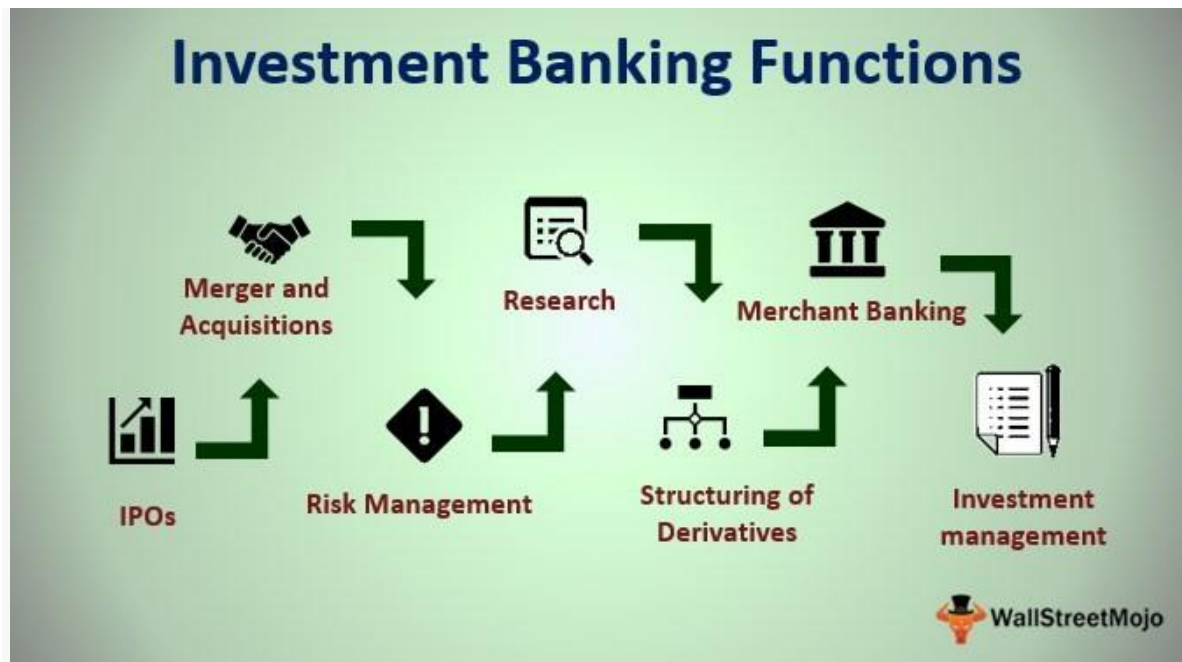 Investment Banking Functions
Merger and
Acquisitions
Research
Merchant Banking
IPOs
Risk Management
Structuring of
Derivatives
Investment
management
WallStreetMojo